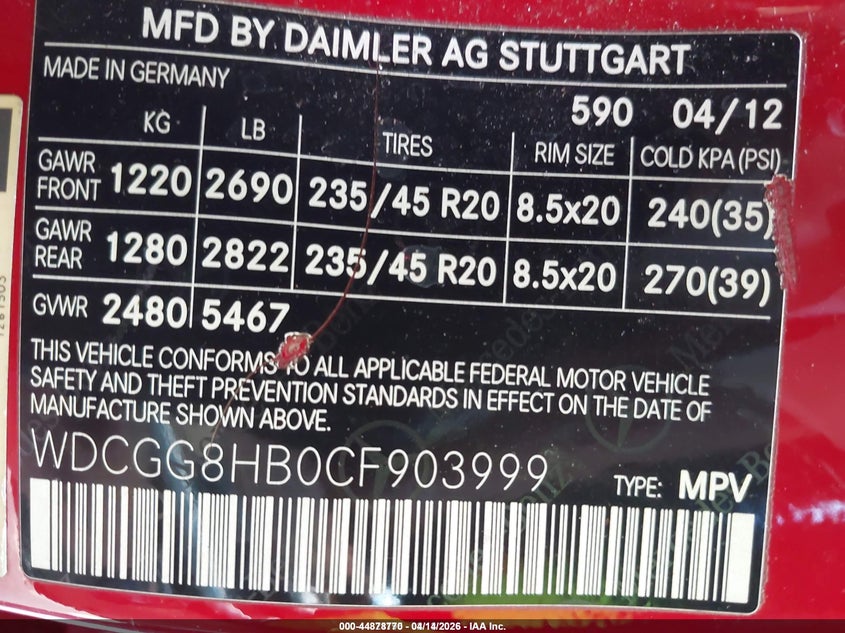 MFD BY DAIMLER AG STUTTGART
MADE IN GERMANY
590 04/12
KG LB TIRES RIM SIZE COLD KPA (PSI)
GAWR FRONT 1220 2690 235/45 R20 8.5x20 240(35)
GAWR REAR 1280 2822 235/45 R20 8.5x20 270(39)
GVWR 2480 5467
THIS VEHICLE CONFORMS TO ALL APPLICABLE FEDERAL MOTOR VEHICLE
SAFETY AND THEFT PREVENTION STANDARDS IN EFFECT ON THE DATE OF
MANUFACTURE SHOWN ABOVE.
WDCGG8HB0CF903999
TYPE: MPV
000-44878770 04/14/2026 - IAA Inc.